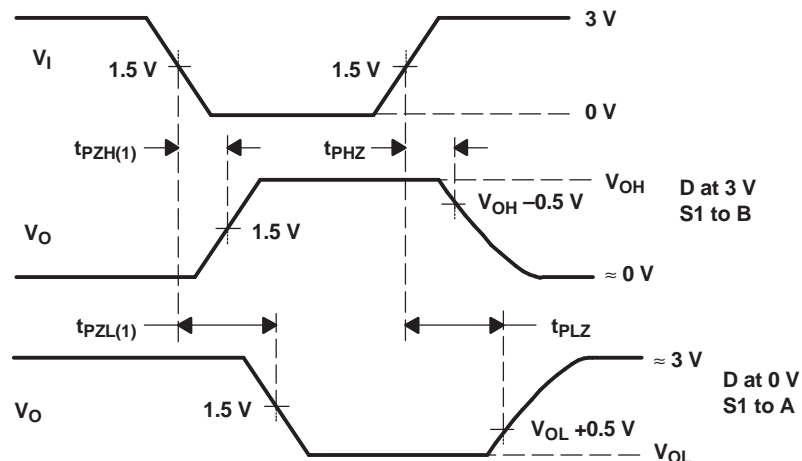 3 V
V_I
1.5 V
1.5 V
0 V
t_PZH(1)
t_PHZ
V_OH
D at 3 V
S1 to B
V_OH –0.5 V
V_O
1.5 V
≈ 0 V
t_PZL(1)
t_PLZ
≈ 3 V
D at 0 V
S1 to A
V_O
1.5 V
V_OL +0.5 V
V_OL